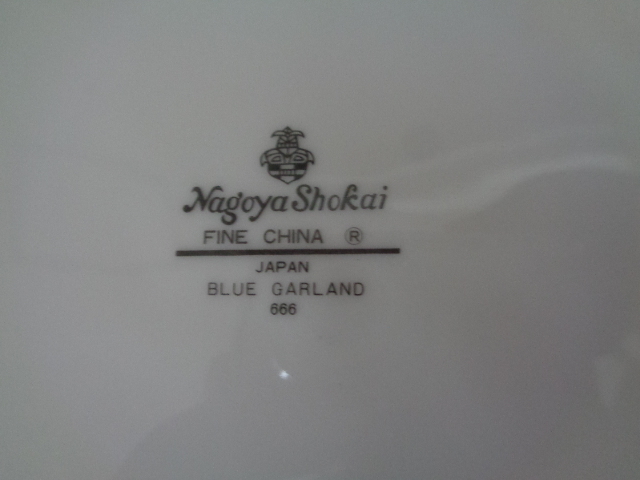 Nagoya Shokai
FINE CHINA ®
JAPAN
BLUE GARLAND
666